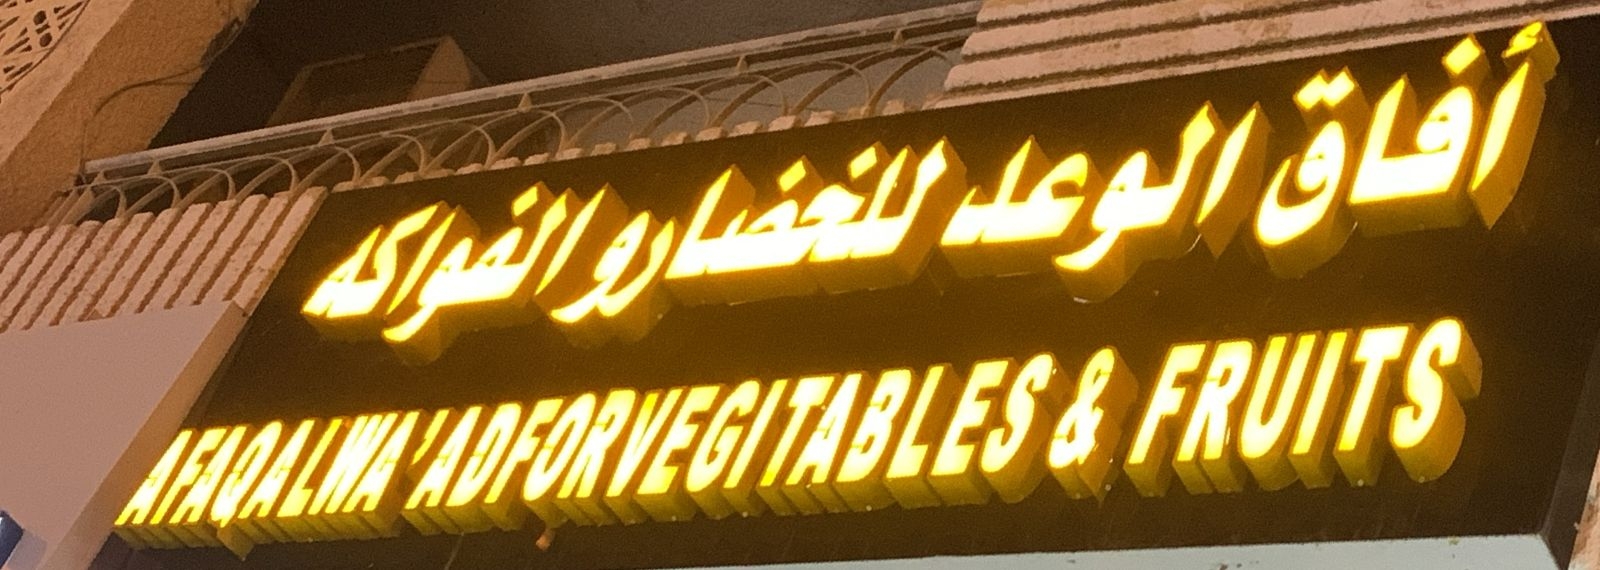 أفاق الوعد للخضارو الفواكه
AFAQALWA'ADFORVEGITABLES & FRUITS